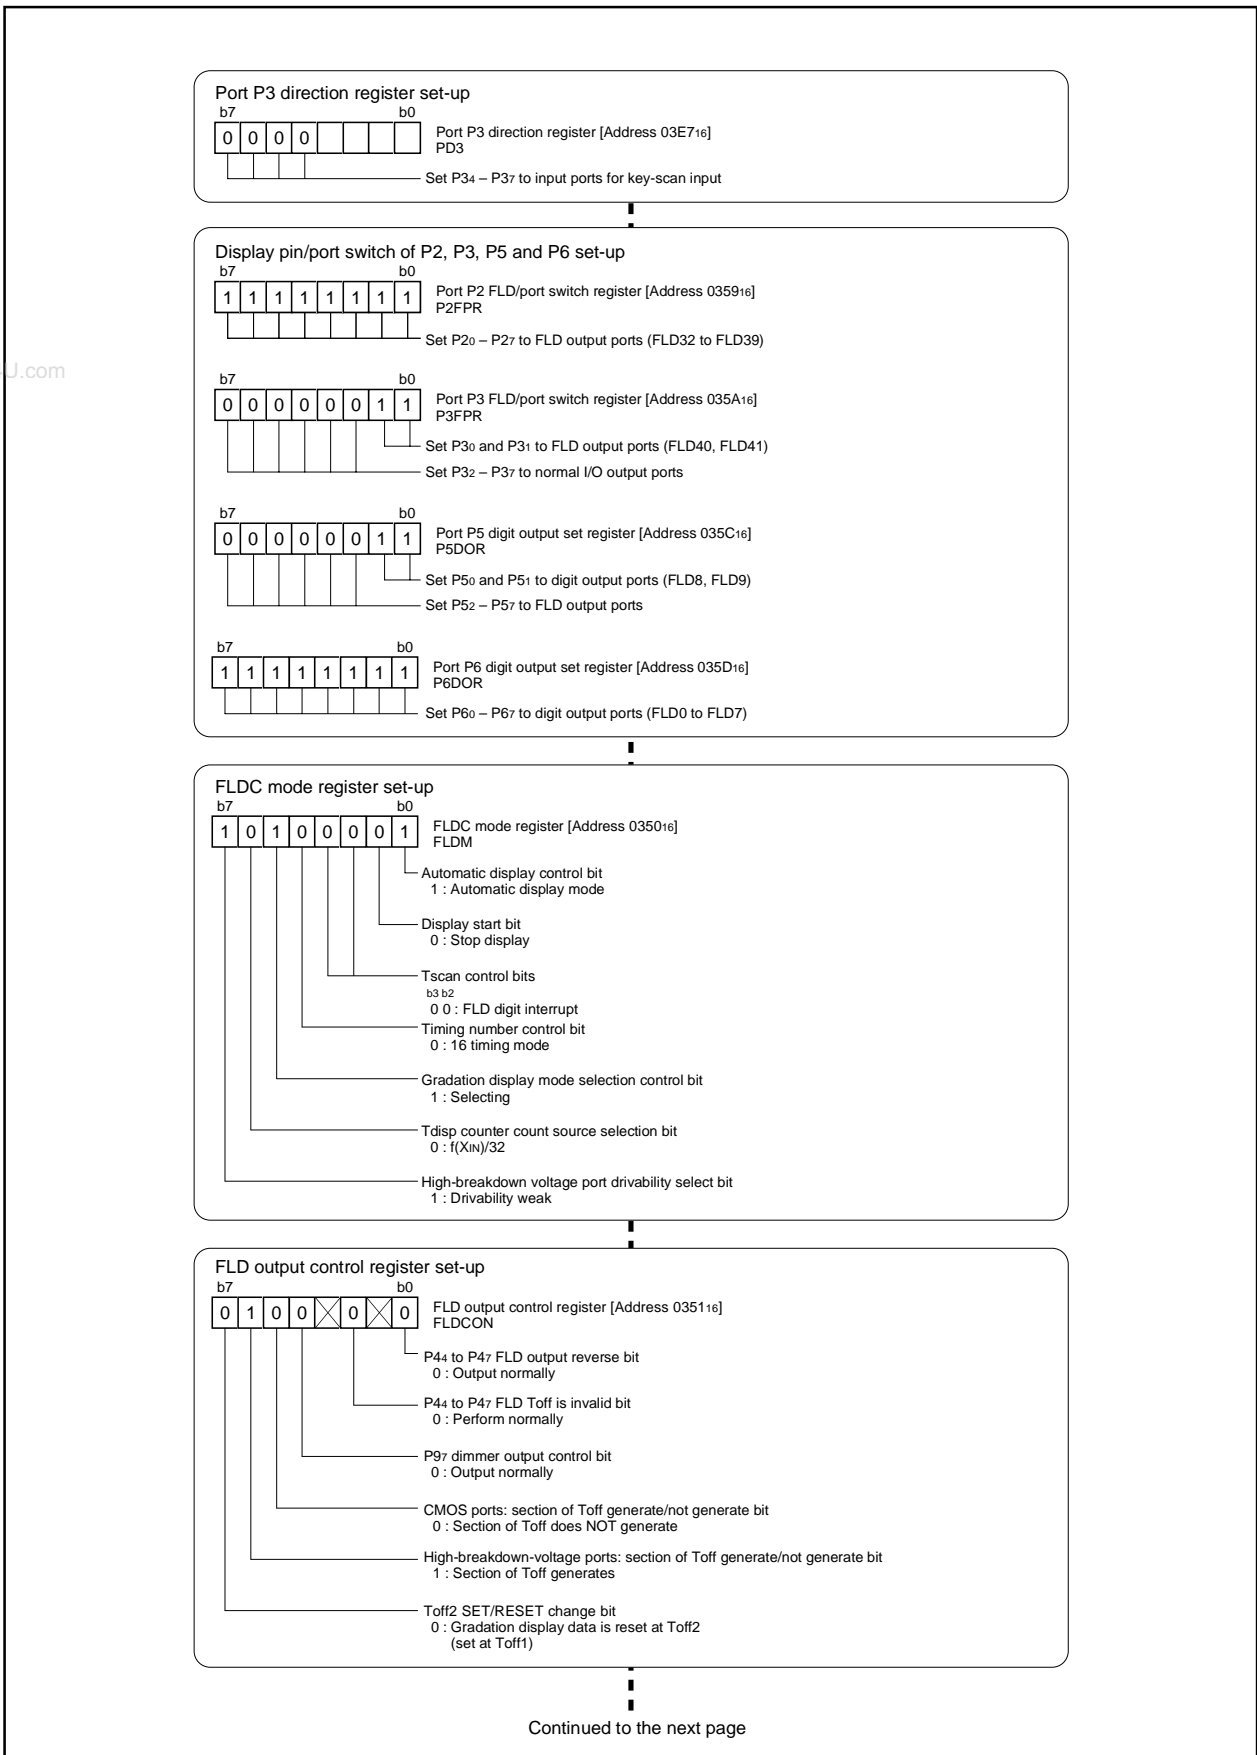 Port P3 direction register set-up
b7 b0
0 0 0 0
Port P3 direction register [Address 03E716]
PD3
Set P34 – P37 to input ports for key-scan input
Display pin/port switch of P2, P3, P5 and P6 set-up
b7 b0
1 1 1 1 1 1 1 1
Port P2 FLD/port switch register [Address 035916]
P2FPR
Set P20 – P27 to FLD output ports (FLD32 to FLD39)
U.com
b7 b0
0 0 0 0 0 0 1 1
Port P3 FLD/port switch register [Address 035A16]
P3FPR
Set P30 and P31 to FLD output ports (FLD40, FLD41)
Set P32 – P37 to normal I/O output ports
b7 b0
0 0 0 0 0 0 1 1
Port P5 digit output set register [Address 035C16]
P5DOR
Set P50 and P51 to digit output ports (FLD8, FLD9)
Set P52 – P57 to FLD output ports
b7 b0
1 1 1 1 1 1 1 1
Port P6 digit output set register [Address 035D16]
P6DOR
Set P60 – P67 to digit output ports (FLD0 to FLD7)
FLDC mode register set-up
b7 b0
1 0 1 0 0 0 0 1
FLDC mode register [Address 035016]
FLDM
Automatic display control bit
1 : Automatic display mode
Display start bit
0 : Stop display
Tscan control bits
b3 b2
0 0 : FLD digit interrupt
Timing number control bit
0 : 16 timing mode
Gradation display mode selection control bit
1 : Selecting
Tdisp counter count source selection bit
0 : f(XIN)/32
High-breakdown voltage port drivability select bit
1 : Drivability weak
FLD output control register set-up
b7 b0
0 1 0 0 0 0
FLD output control register [Address 035116]
FLDCON
P44 to P47 FLD output reverse bit
0 : Output normally
P44 to P47 FLD Toff is invalid bit
0 : Perform normally
P97 dimmer output control bit
0 : Output normally
CMOS ports: section of Toff generate/not generate bit
0 : Section of Toff does NOT generate
High-breakdown-voltage ports: section of Toff generate/not generate bit
1 : Section of Toff generates
Toff2 SET/RESET change bit
0 : Gradation display data is reset at Toff2
(set at Toff1)
Continued to the next page